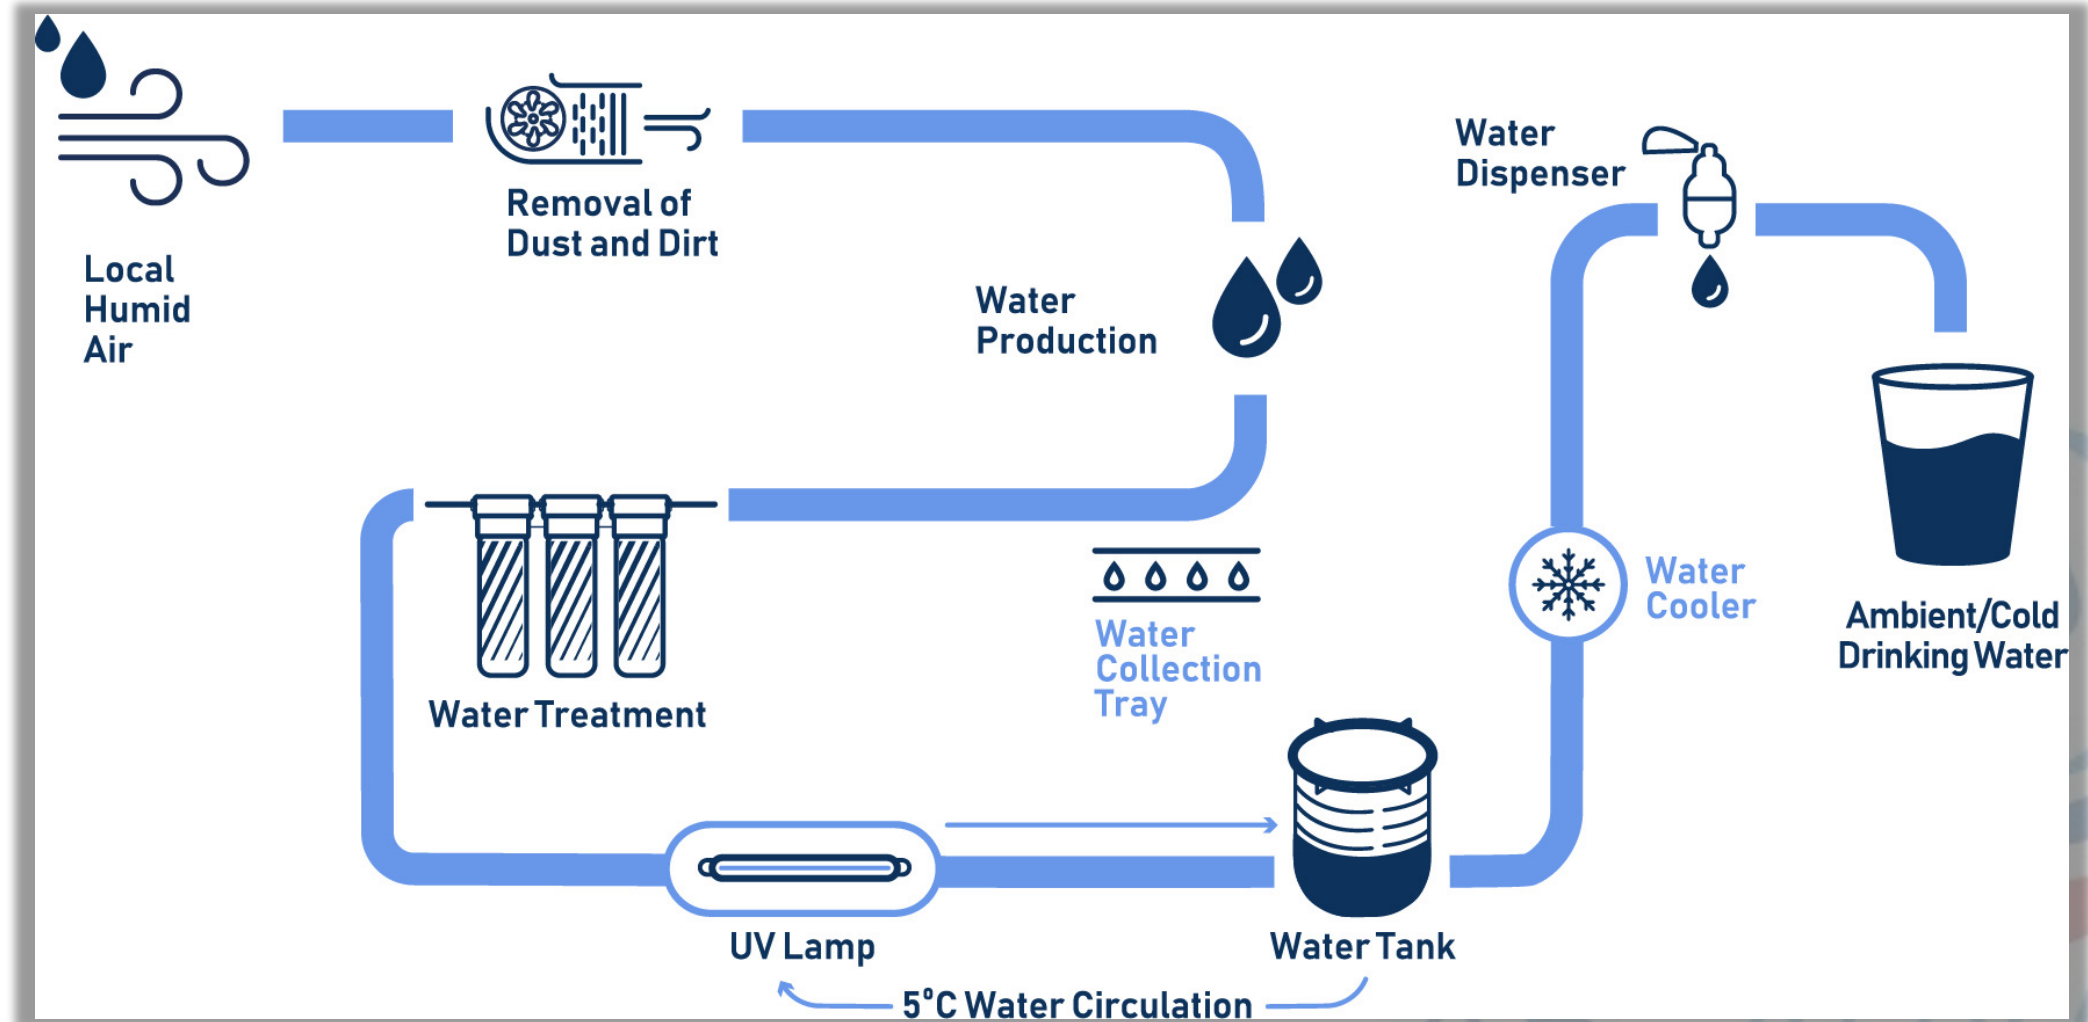 Local
Humid
Air
Removal of
Dust and Dirt
Water
Production
Water
Collection
Tray
Water Treatment
UV Lamp
5°C Water Circulation
Water Tank
Water
Cooler
Water
Dispenser
Ambient/Cold
Drinking Water